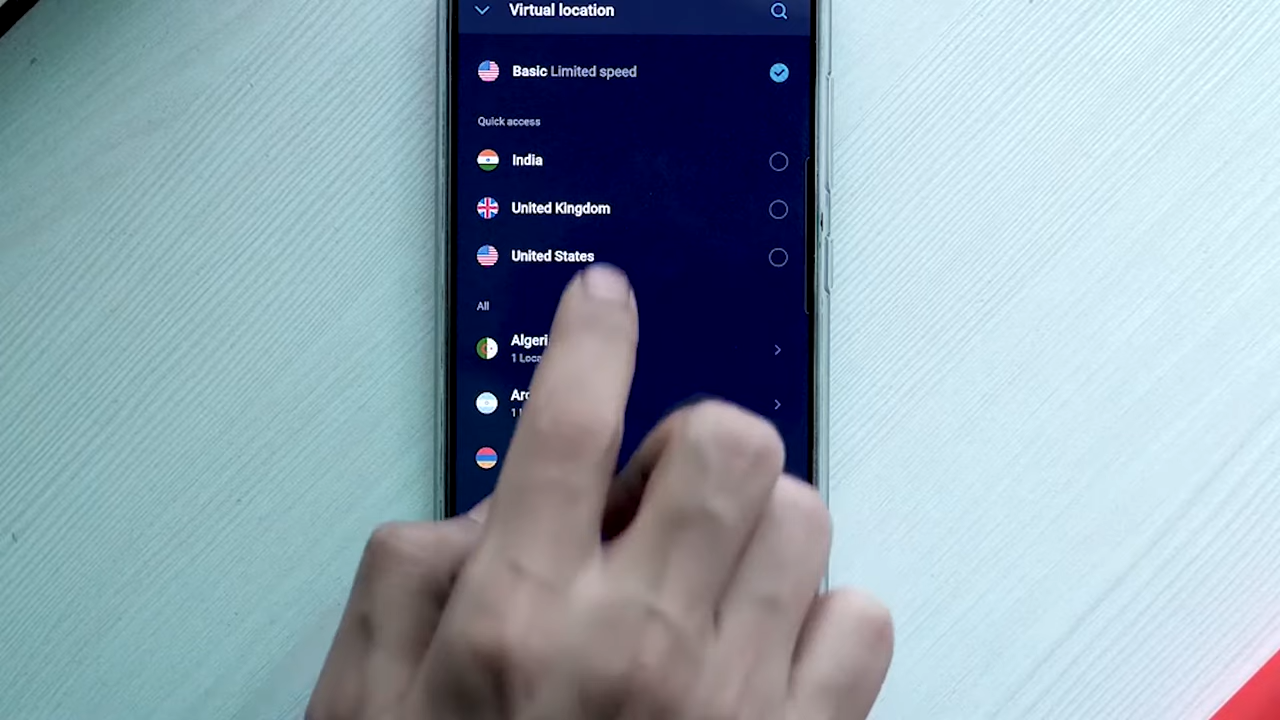 Virtual location
Basic Limited speed
Quick access
India
United Kingdom
United States
All